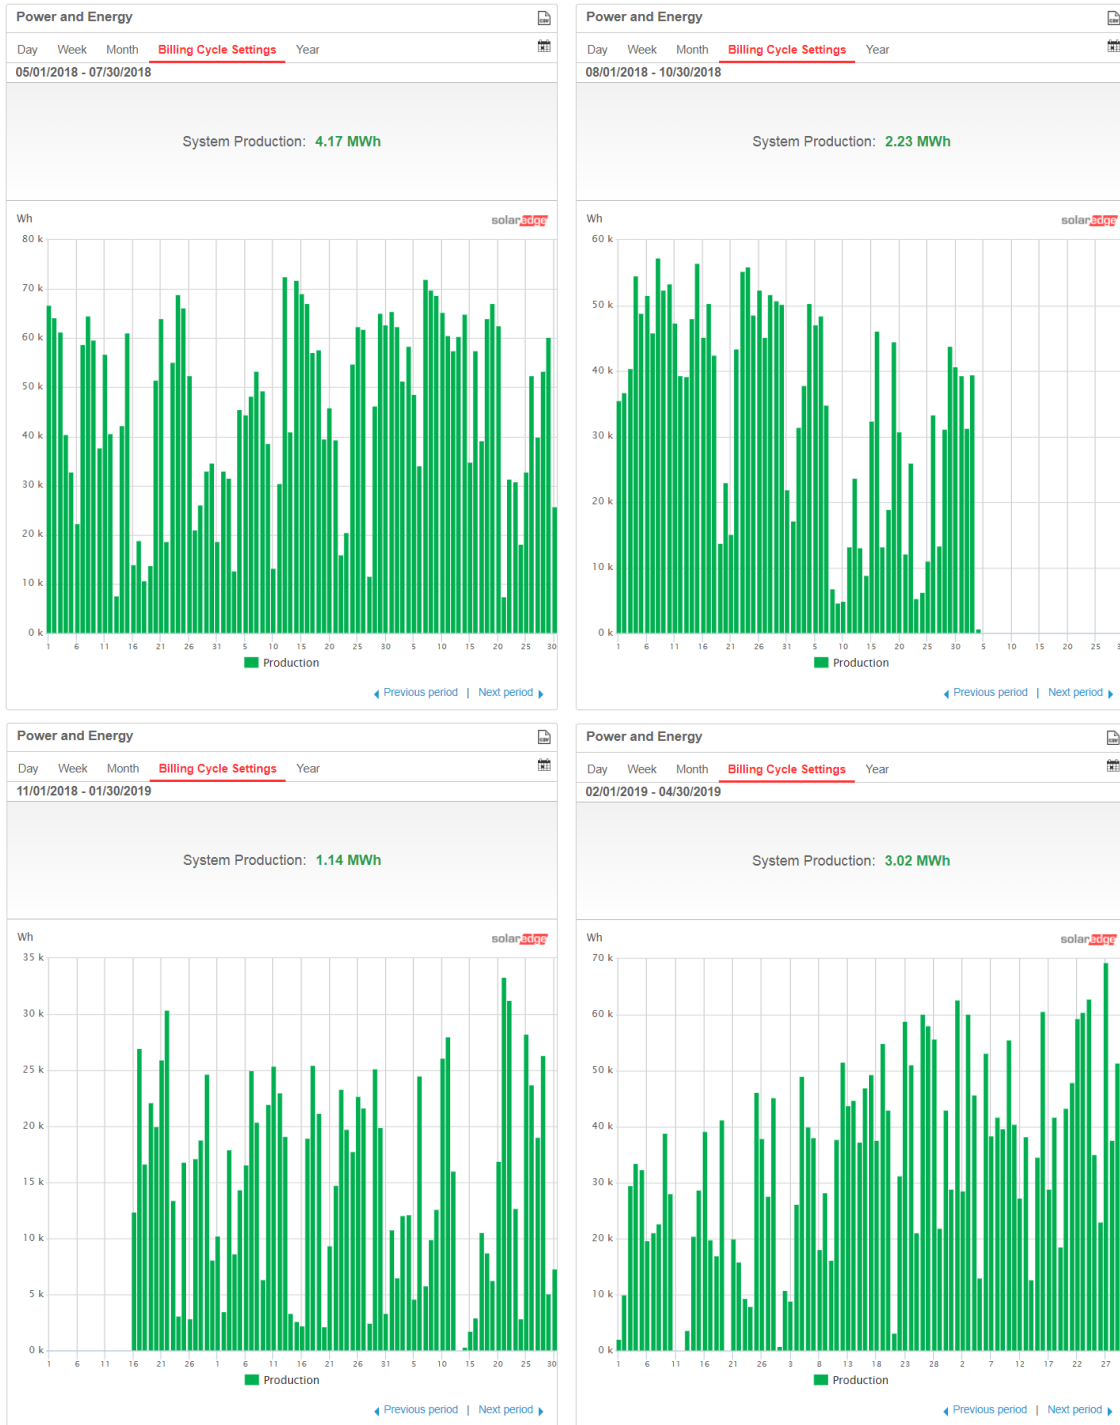 Power and Energy
Day Week Month Billing Cycle Settings Year
05/01/2018 - 07/30/2018
System Production: 4.17 MWh
Wh
solaredge
80 k
70 k
60 k
50 k
40 k
30 k
20 k
10 k
0 k
1 6 11 16 21 26 31 5 10 15 20 25 30 5 10 15 20 25 30
Production
Previous period | Next period
Power and Energy
Day Week Month Billing Cycle Settings Year
08/01/2018 - 10/30/2018
System Production: 2.23 MWh
Wh
solaredge
60 k
50 k
40 k
30 k
20 k
10 k
0 k
1 6 11 16 21 26 31 5 10 15 20 25 30 5 10 15 20 25
Production
Previous period | Next period
Power and Energy
Day Week Month Billing Cycle Settings Year
11/01/2018 - 01/30/2019
System Production: 1.14 MWh
Wh
solaredge
35 k
30 k
25 k
20 k
15 k
10 k
5 k
0 k
1 6 11 16 21 26 1 6 11 16 21 26 31 5 10 15 20 25 30
Production
Previous period | Next period
Power and Energy
Day Week Month Billing Cycle Settings Year
02/01/2019 - 04/30/2019
System Production: 3.02 MWh
Wh
solaredge
70 k
60 k
50 k
40 k
30 k
20 k
10 k
0 k
1 6 11 16 21 26 3 8 13 18 23 28 2 7 12 17 22 27
Production
Previous period | Next period